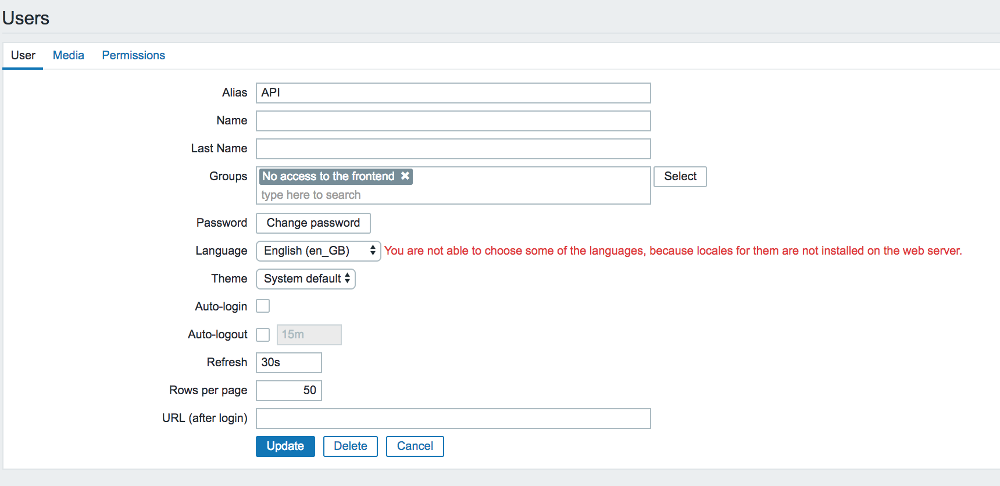 Users
User Media Permissions
Alias API
Name
Last Name
Groups No access to the frontend ✖ Select
type here to search
Password Change password
Language English (en_GB) You are not able to choose some of the languages, because locales for them are not installed on the web server.
Theme System default
Auto-login
Auto-logout 15m
Refresh 30s
Rows per page 50
URL (after login)
Update Delete Cancel